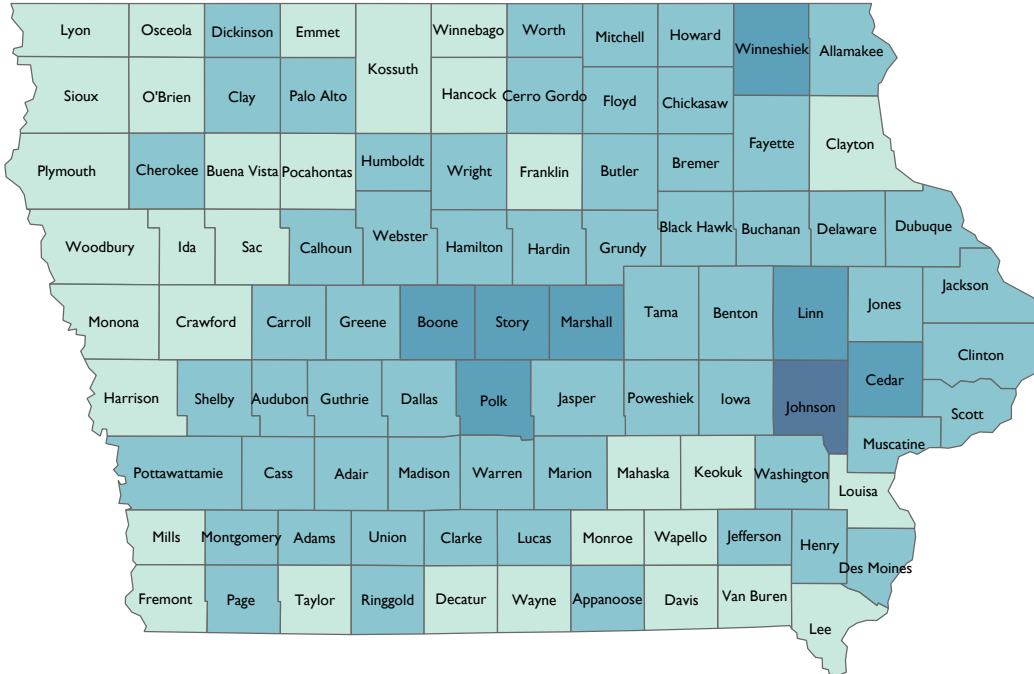 Lyon
Osceola
Dickinson
Emmet
Kossuth
Winnebago
Worth
Mitchell
Howard
Winneshiek
Allamakee
Sioux
O'Brien
Clay
Palo Alto
Hancock
Cerro Gordo
Floyd
Chickasaw
Fayette
Clayton
Plymouth
Cherokee
Buena Vista
Pocahontas
Humboldt
Wright
Franklin
Butler
Bremer
Woodbury
Ida
Sac
Calhoun
Webster
Hamilton
Hardin
Grundy
Black Hawk
Buchanan
Delaware
Dubuque
Monona
Crawford
Carroll
Greene
Boone
Story
Marshall
Tama
Benton
Linn
Jones
Jackson
Clinton
Harrison
Shelby
Audubon
Guthrie
Dallas
Polk
Jasper
Poweshiek
Iowa
Johnson
Cedar
Scott
Muscatine
Pottawattamie
Cass
Adair
Madison
Warren
Marion
Mahaska
Keokuk
Washington
Louisa
Mills
Montgomery
Adams
Union
Clarke
Lucas
Monroe
Wapello
Jefferson
Henry
Des Moines
Fremont
Page
Taylor
Ringgold
Decatur
Wayne
Appanoose
Davis
Van Buren
Lee